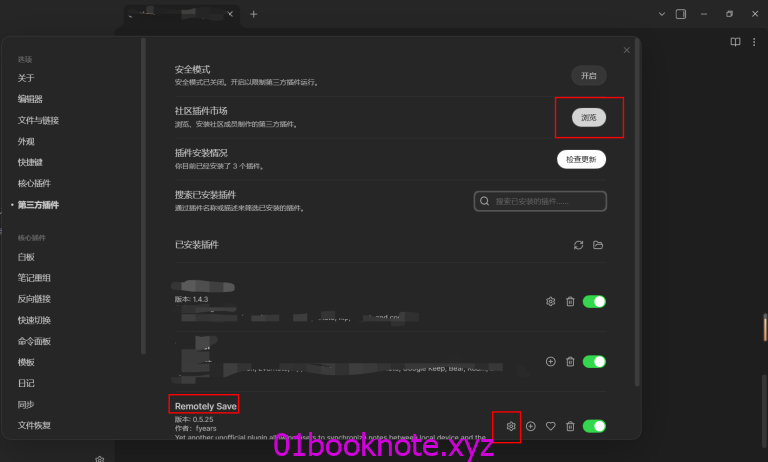 选项
关于
编辑器
文件与链接
外观
快捷键
核心插件
第三方插件
核心插件
白板
笔记重组
反向链接
快速切换
命令面板
模板
日记
同步
文件恢复
安全模式
安全模式已关闭。开启以限制第三方插件运行。
开启
社区插件市场
浏览、安装社区成员制作的第三方插件。
浏览
插件安装情况
你目前已经安装了 3 个插件。
检查更新
搜索已安装插件
通过插件名称或描述来筛选已安装的插件。
搜索已安装的插件……
已安装插件
版本: 1.4.3
Google Keep, Bear, Roa...,
Remotely Save
版本: 0.5.25
作者: fyears
Yet another unofficial plugin allowing users to synchronize notes between local device and the
01booknote.xyz